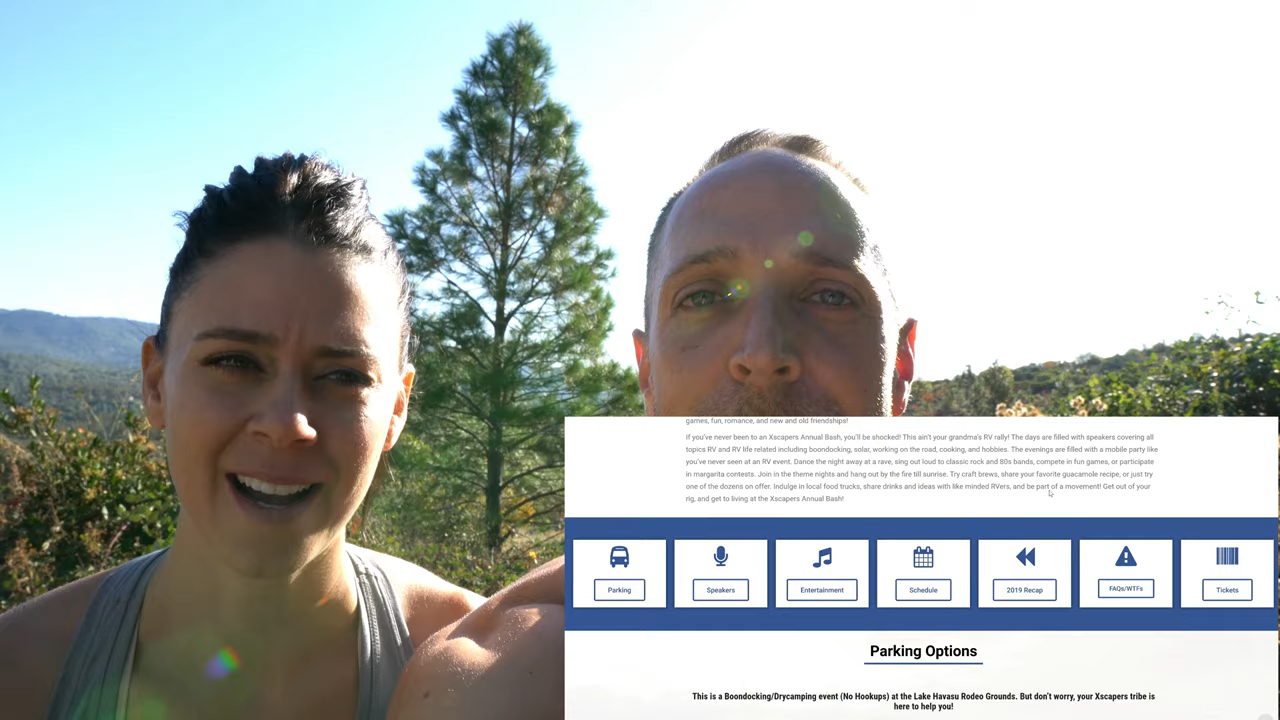 games, fun, romance, and new and old friendships!
If you've never been to an Xscapers Annual Bash, you'll be shocked! This ain't your grandma's RV rally! The days are filled with speakers covering all
topics RV and RV life related including boondocking, solar, working on the road, cooking, and hobbies. The evenings are filled with a mobile party like
you've never seen at an RV event. Dance the night away at a rave, sing out loud to classic rock and 80s bands, compete in fun games, or participate
in margarita contests. Join in the theme nights and hang out by the fire till sunrise. Try craft brews, share your favorite guacamole recipe, or just try
one of the dozens on offer. Indulge in local food trucks, share drinks and ideas with like minded RVers, and be part of a movement! Get out of your
rig, and get to living at the Xscapers Annual Bash!
Parking
Speakers
Entertainment
Schedule
2019 Recap
FAQs/WTFs
Tickets
Parking Options
This is a Boondocking/Drycamping event (No Hookups) at the Lake Havasu Rodeo Grounds. But don't worry, your Xscapers tribe is
here to help you!